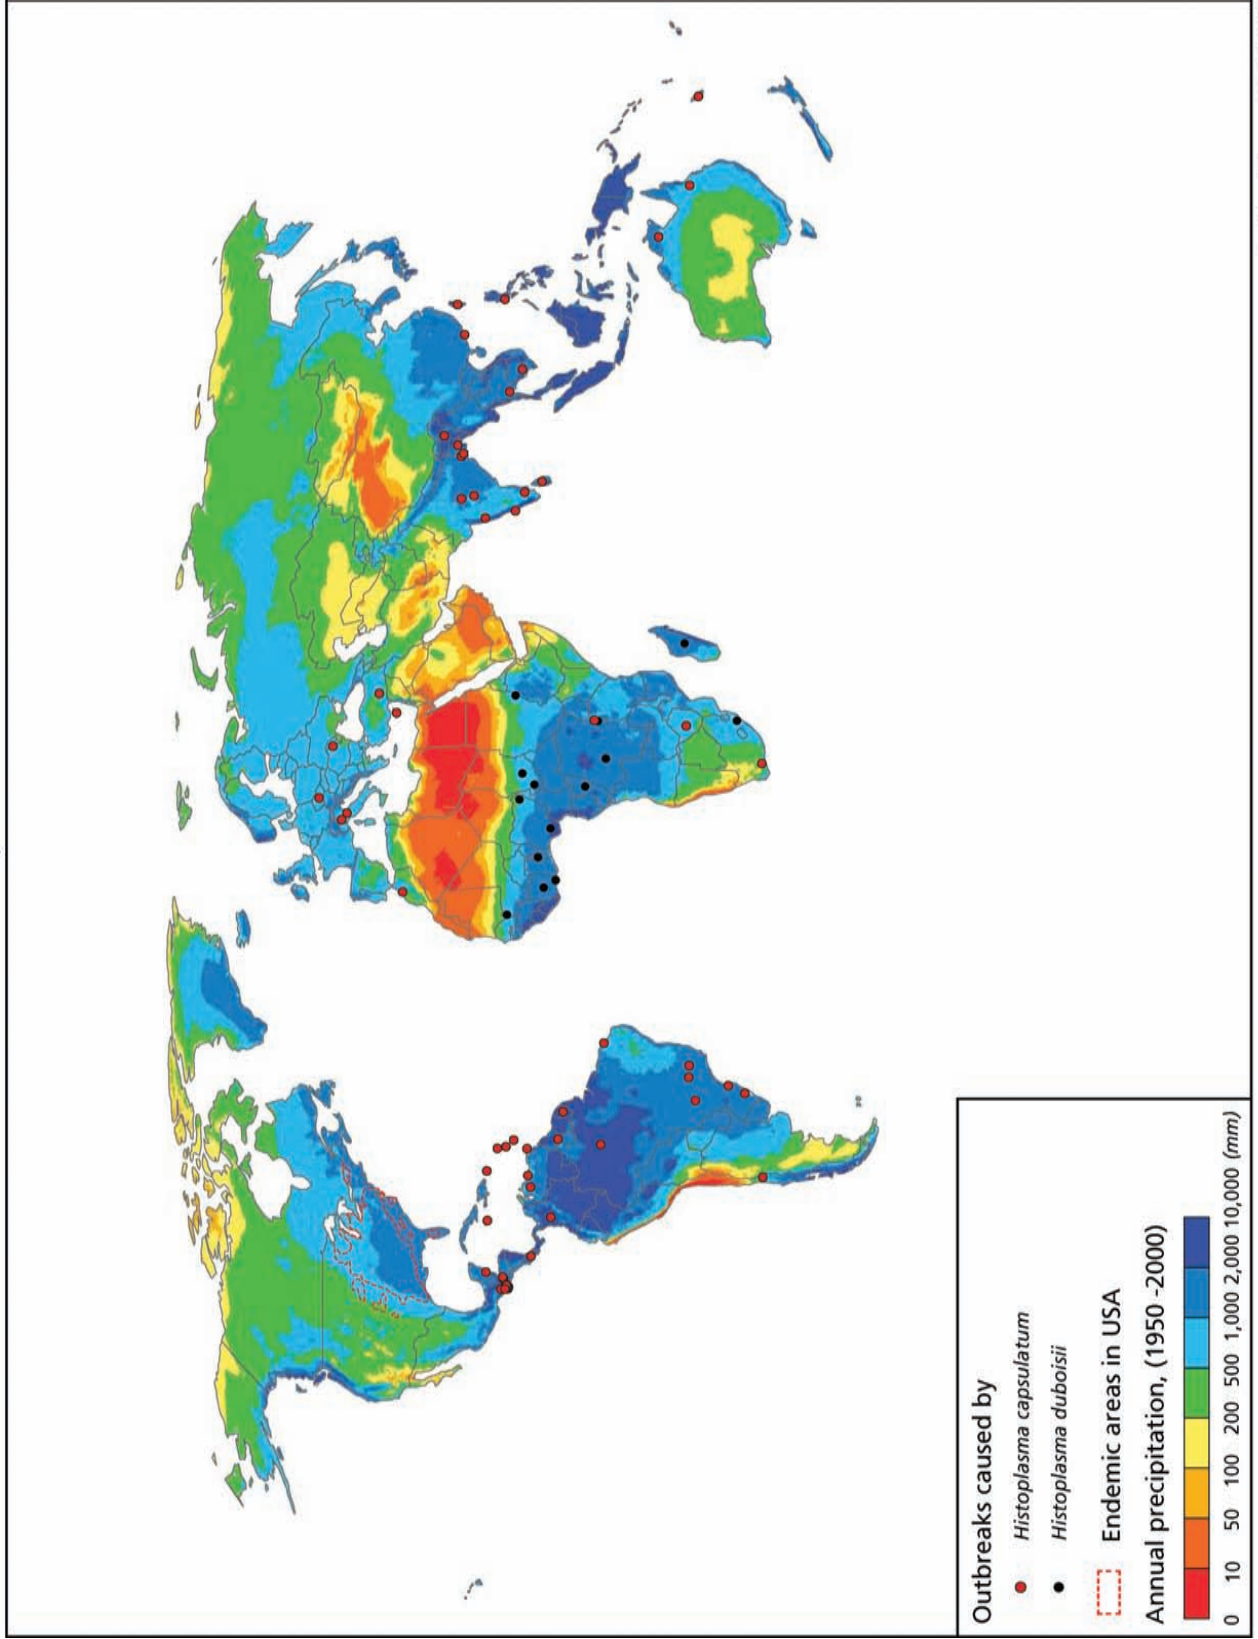 Outbreaks caused by
Histoplasma capsulatum
Histoplasma duboisii
Endemic areas in USA
Annual precipitation, (1950 -2000)
0 10 50 100 200 500 1,000 2,000 10,000 (mm)